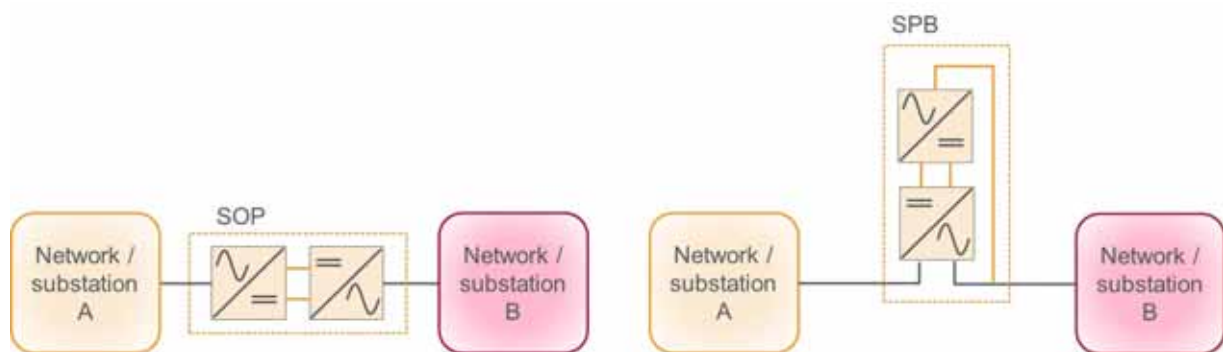 SPB
SOP
Network /
substation
A
Network /
substation
B
Network /
substation
A
Network /
substation
B